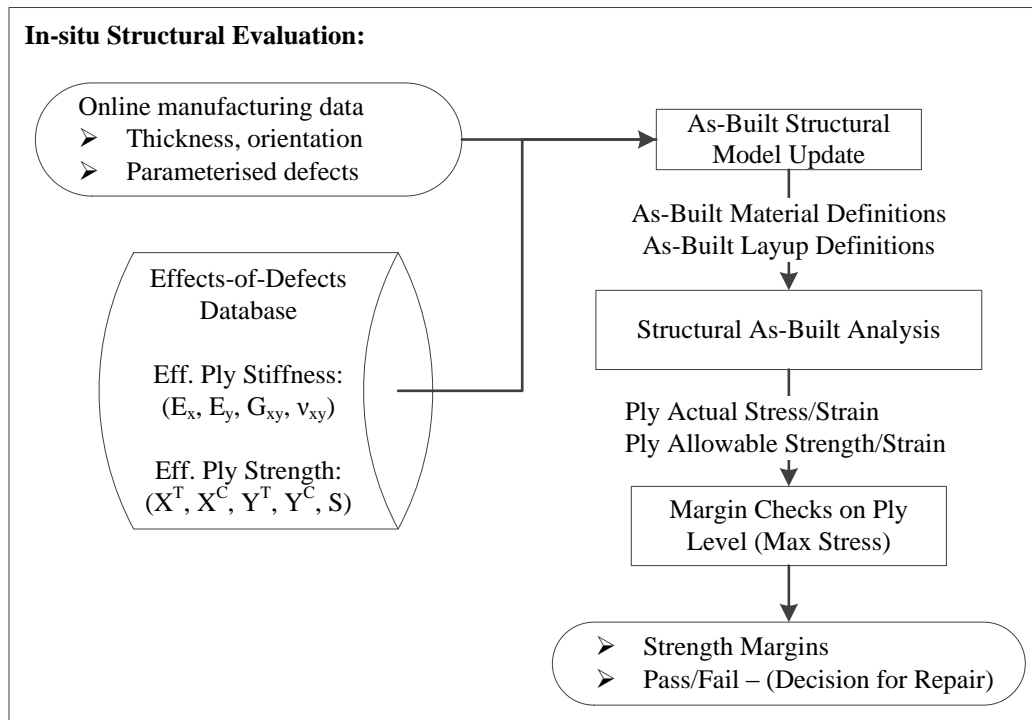 In-situ Structural Evaluation:
Online manufacturing data
➢ Thickness, orientation
➢ Parameterised defects
Effects-of-Defects
Database
Eff. Ply Stiffness:
(Eₓ, Eᵧ, Gₓᵧ, νₓᵧ)
Eff. Ply Strength:
(Xᵀ, Xᶜ, Yᵀ, Yᶜ, S)
As-Built Structural
Model Update
As-Built Material Definitions
As-Built Layup Definitions
Structural As-Built Analysis
Ply Actual Stress/Strain
Ply Allowable Strength/Strain
Margin Checks on Ply
Level (Max Stress)
➢ Strength Margins
➢ Pass/Fail – (Decision for Repair)